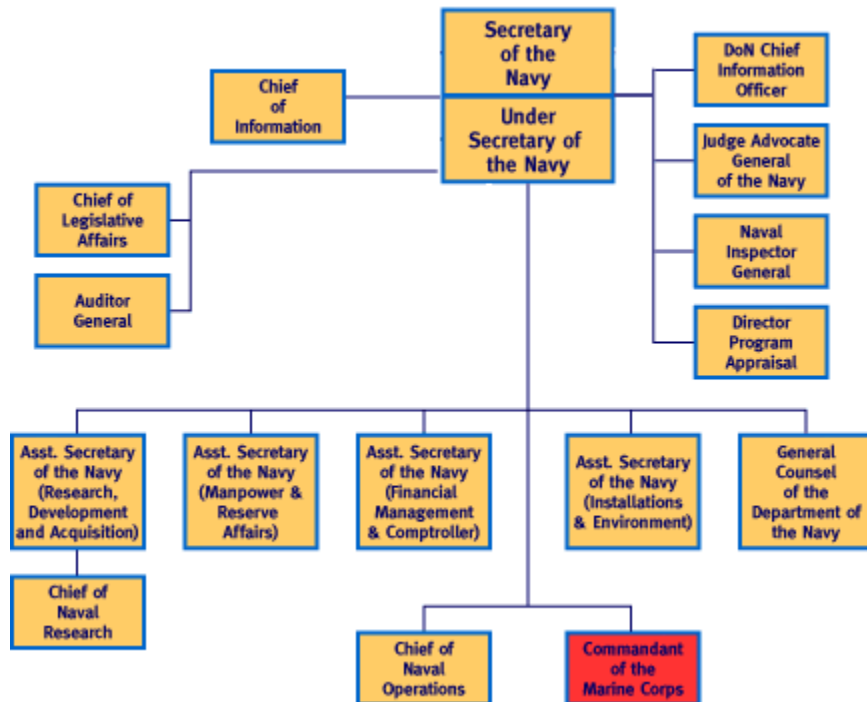 Secretary
of the
Navy
Under
Secretary of
the Navy
Chief
of
Information
DoN Chief
Information
Officer
Judge Advocate
General
of the Navy
Naval
Inspector
General
Director
Program
Appraisal
Chief of
Legislative
Affairs
Auditor
General
Asst. Secretary
of the Navy
(Research,
Development
and Acquisition)
Asst. Secretary
of the Navy
(Manpower &
Reserve
Affairs)
Asst. Secretary
of the Navy
(Financial
Management
& Comptroller)
Asst. Secretary
of the Navy
(Installations
& Environment)
General
Counsel
of the
Department of
the Navy
Chief of
Naval
Research
Chief of
Naval
Operations
Commandant
of the
Marine Corps